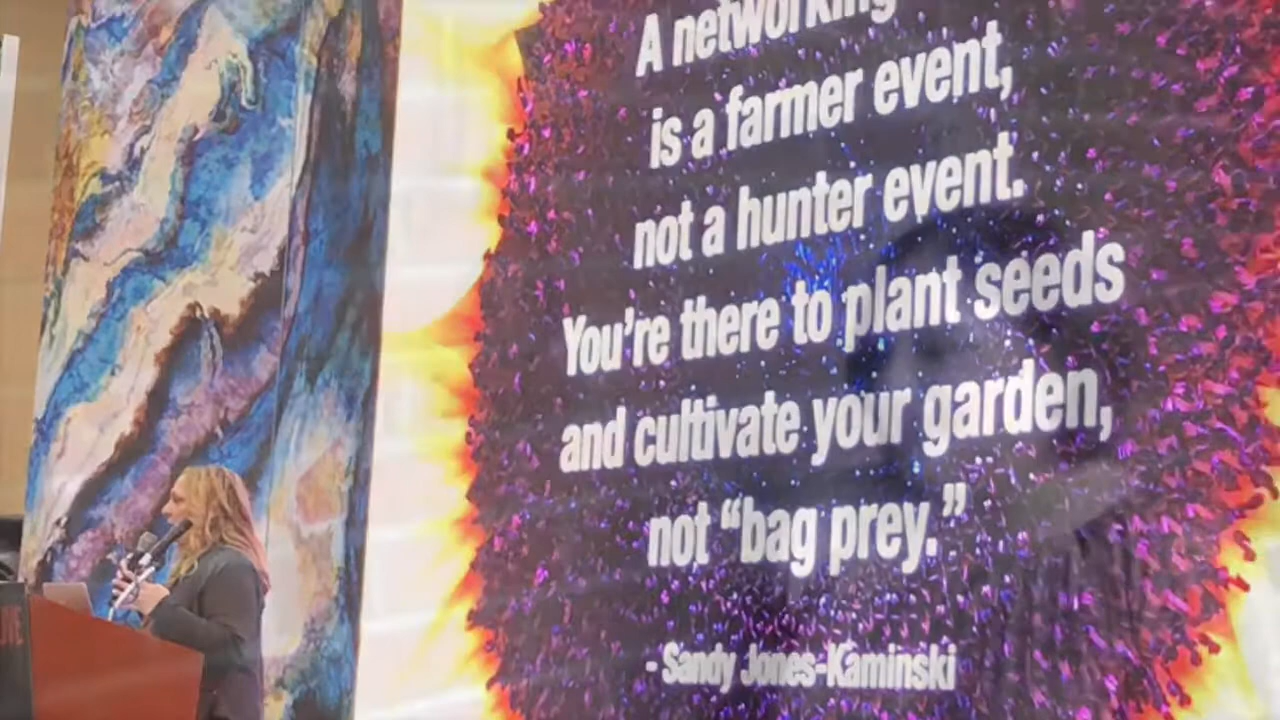 A networking
is a farmer event,
not a hunter event.
You're there to plant seeds
and cultivate your garden,
not “bag prey.”
- Sandy Jones-Kaminski